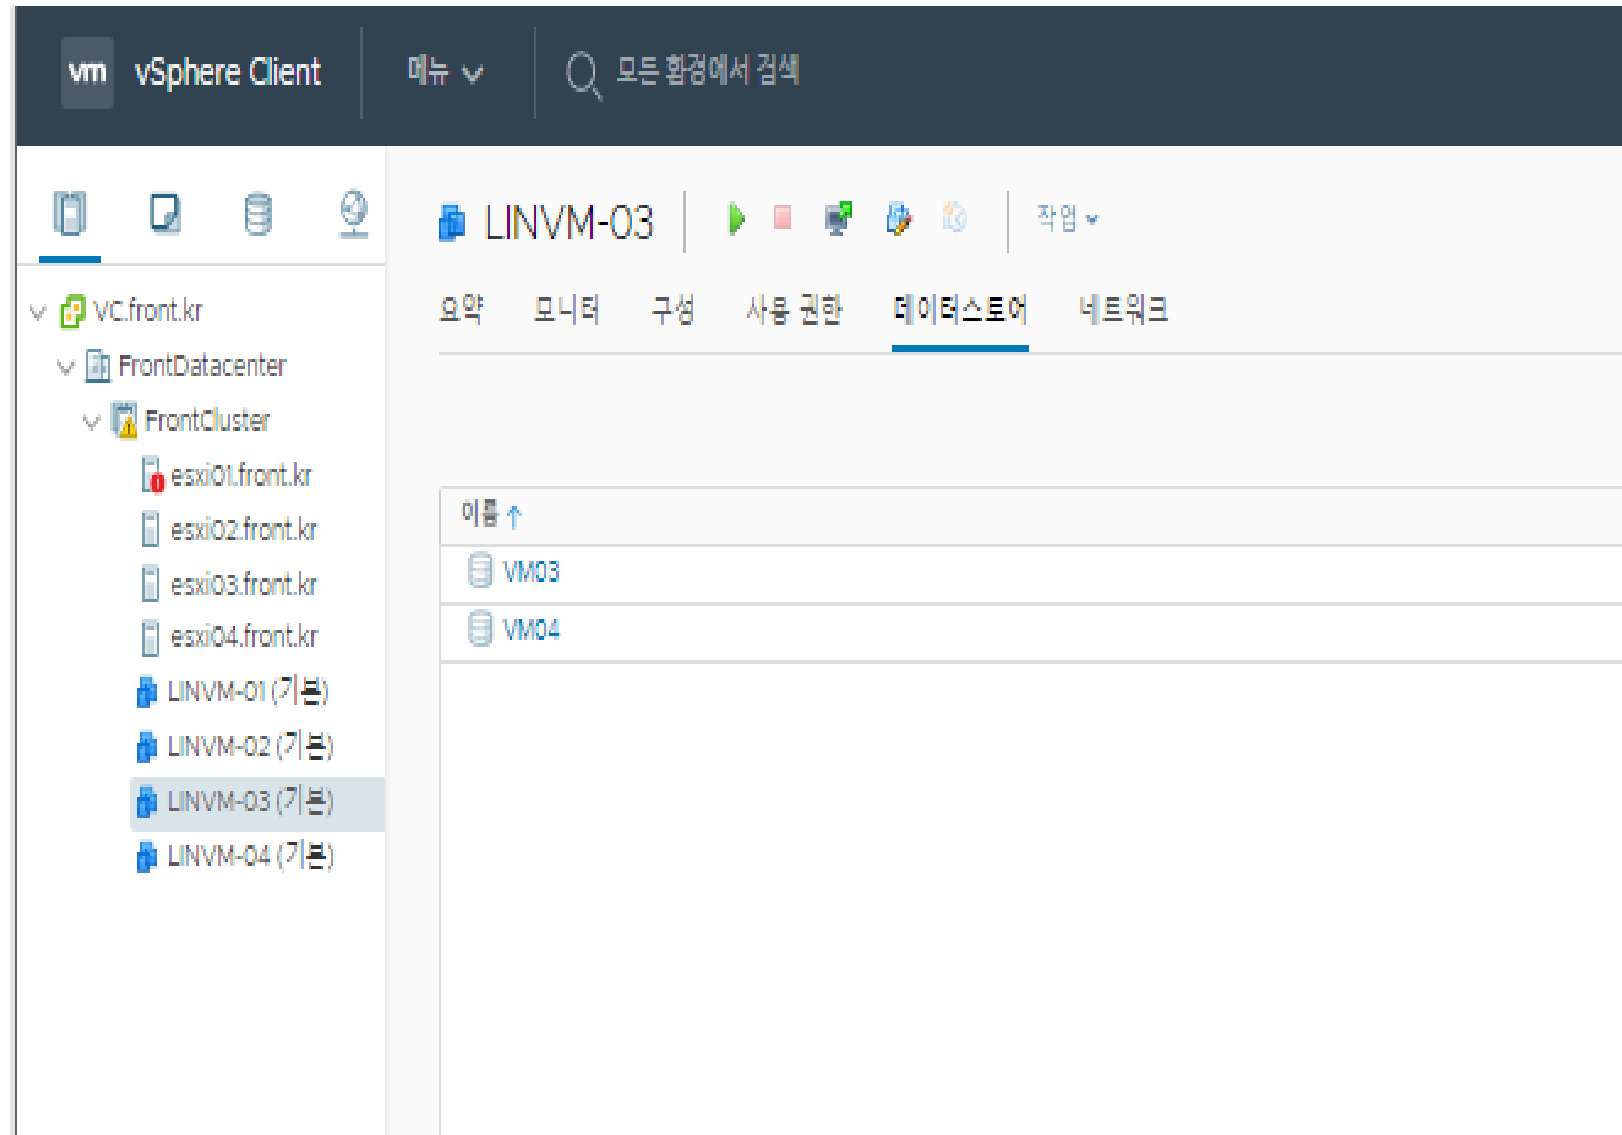 vm vSphere Client 메뉴 모든 환경에서 검색
LINVM-03 작업
요약 모니터 구성 사용 권한 데이터스토어 네트워크
VC.front.kr
FrontDatacenter
FrontCluster
esxi01.front.kr
esxi02.front.kr
esxi03.front.kr
esxi04.front.kr
LINVM-01 (기본)
LINVM-02 (기본)
LINVM-03 (기본)
LINVM-04 (기본)
이름
VM03
VM04